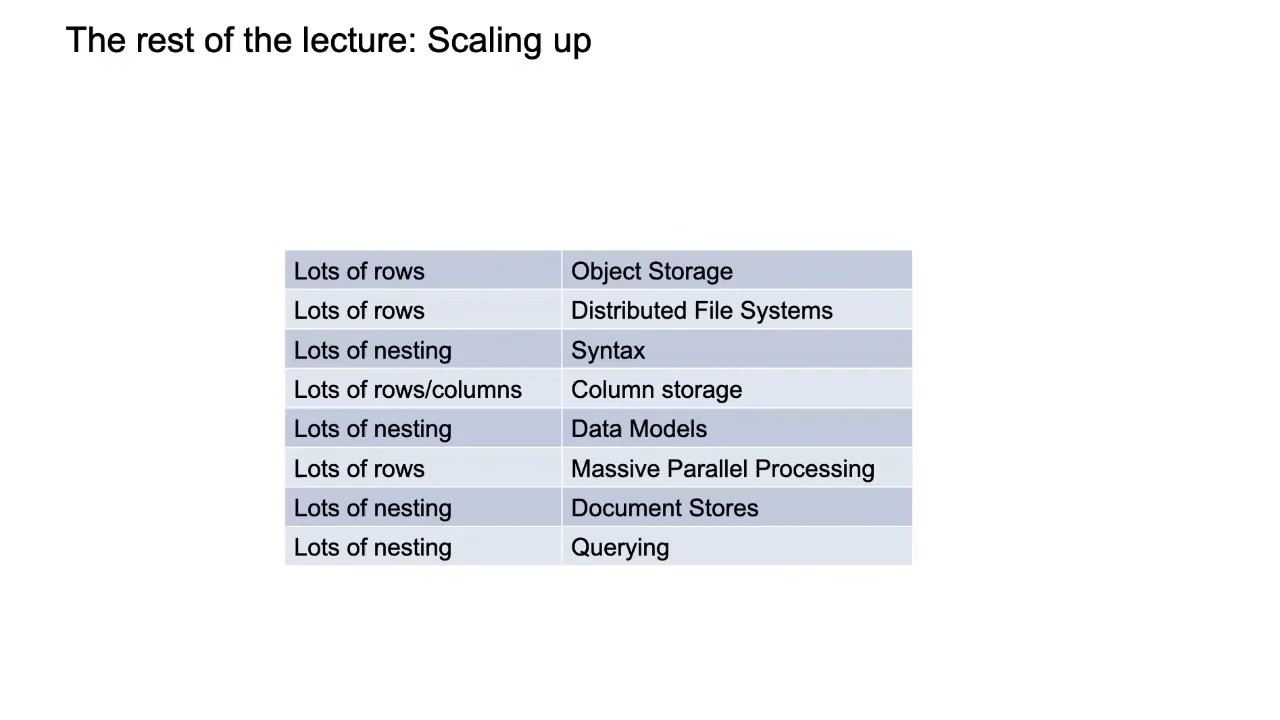 The rest of the lecture: Scaling up
Lots of rows Object Storage
Lots of rows Distributed File Systems
Lots of nesting Syntax
Lots of rows/columns Column storage
Lots of nesting Data Models
Lots of rows Massive Parallel Processing
Lots of nesting Document Stores
Lots of nesting Querying